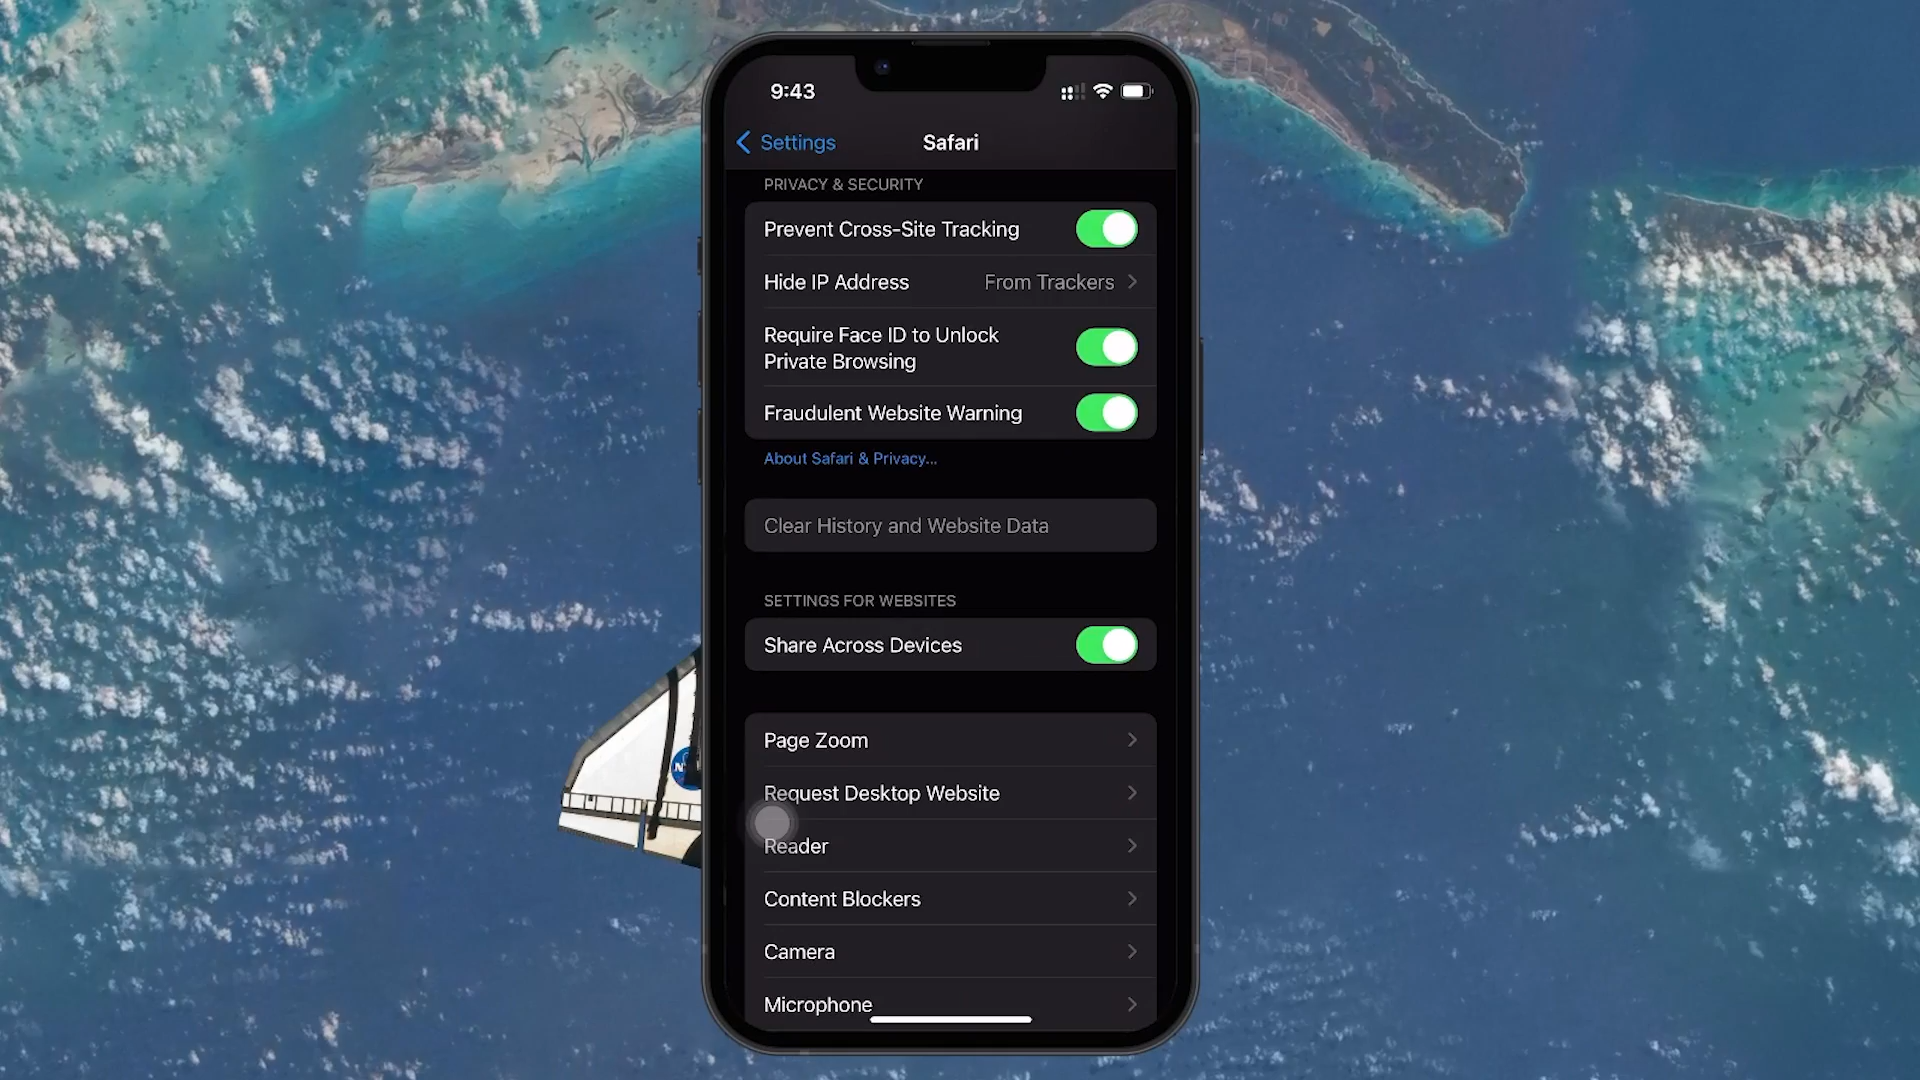 9:43
Settings
Safari
PRIVACY & SECURITY
Prevent Cross-Site Tracking
Hide IP Address From Trackers
Require Face ID to Unlock
Private Browsing
Fraudulent Website Warning
About Safari & Privacy...
Clear History and Website Data
SETTINGS FOR WEBSITES
Share Across Devices
Page Zoom
Request Desktop Website
Reader
Content Blockers
Camera
Microphone